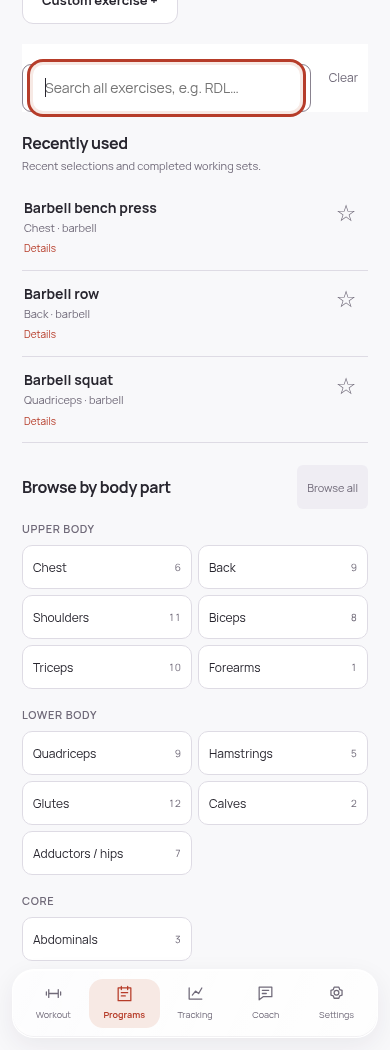 Custom exercise +
Search all exercises, e.g. RDL...
Clear
Recently used
Recent selections and completed working sets.
Barbell bench press
Chest · barbell
Details
☆
Barbell row
Back · barbell
Details
☆
Barbell squat
Quadriceps · barbell
Details
☆
Browse by body part
Browse all
UPPER BODY
Chest 6
Back 9
Shoulders 11
Biceps 8
Triceps 10
Forearms 1
LOWER BODY
Quadriceps 9
Hamstrings 5
Glutes 12
Calves 2
Adductors / hips 7
CORE
Abdominals 3
Workout
Programs
Tracking
Coach
Settings